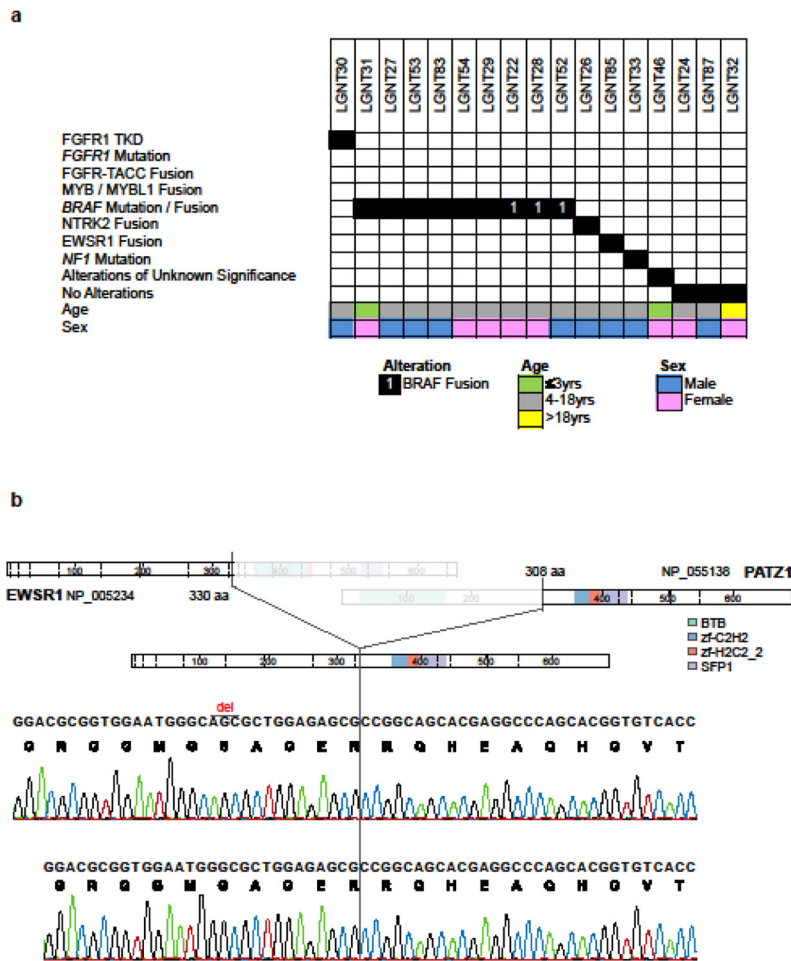 a
LGNT30 LGNT31 LGNT27 LGNT53 LGNT83 LGNT54 LGNT29 LGNT22 LGNT28 LGNT52 LGNT26 LGNT85 LGNT33 LGNT46 LGNT24 LGNT87 LGNT32
FGFR1 TKD
FGFR1 Mutation
FGFR-TACC Fusion
MYB / MYBL1 Fusion
BRAF Mutation / Fusion 1 1 1
NTRK2 Fusion
EWSR1 Fusion
NF1 Mutation
Alterations of Unknown Significance
No Alterations
Age
Sex
Alteration Age Sex
1 BRAF Fusion ≤3yrs Male
4-18yrs Female
>18yrs
b
100 200 300 400 500 600
308 aa NP_055138 PATZ1
EWSR1 NP_005234 330 aa
100 200 400 500 600
BTB
zf-C2H2
zf-H2C2_2
SFP1
100 200 300 400 500 600
del
GGACGCGGTGGAATGGGCAGCGCTGGAGAGCGCCGGCAGCACGAGGCCCAGCACGGTGTCACC
G R G G M G S A G E R R Q H E A Q H G V T
GGACGCGGTGGAATGGGCGCTGGAGAGCGCCGGCAGCACGAGGCCCAGCACGGTGTCACC
G R G G M G A G E R R Q H E A Q H G V T